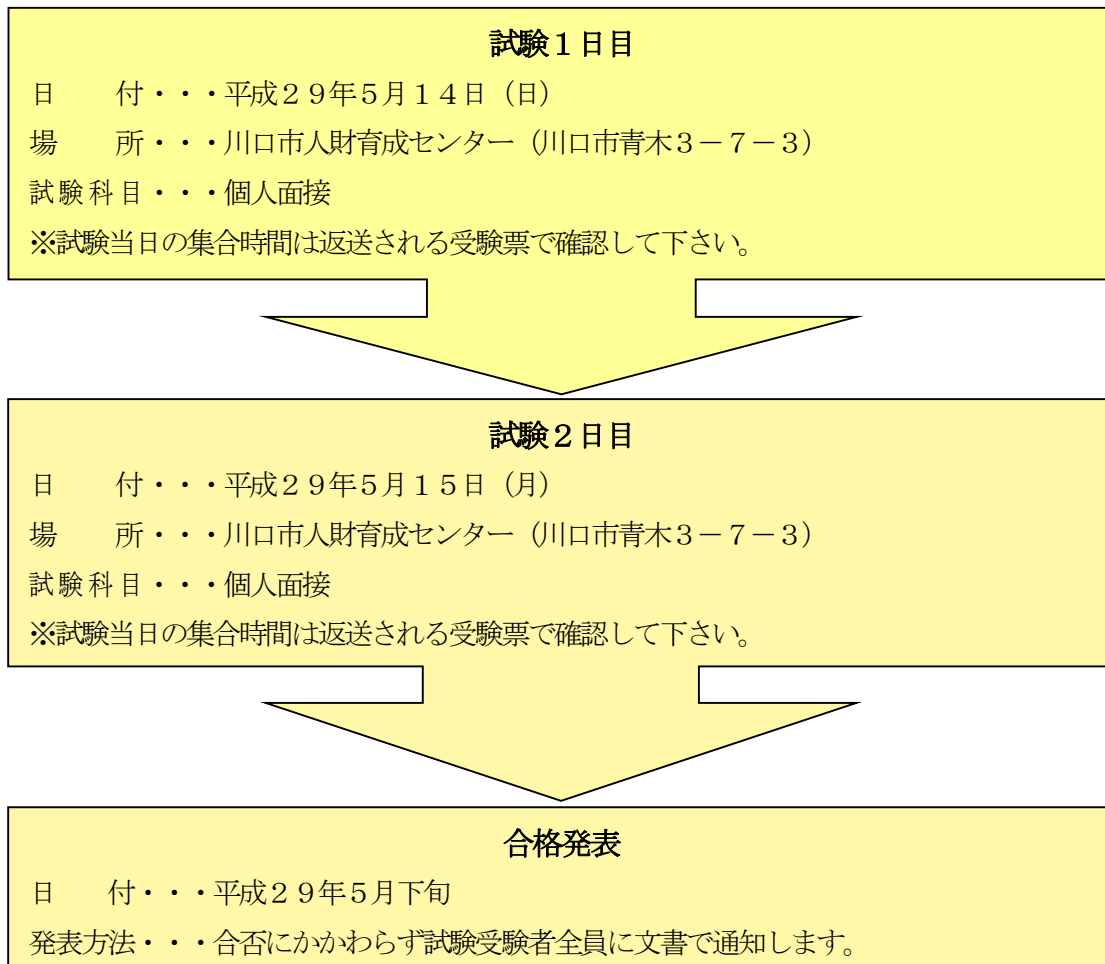 試験１日目
日　　付・・・平成２９年５月１４日（日）
場　　所・・・川口市人財育成センター（川口市青木３－７－３）
試験科目・・・個人面接
※試験当日の集合時間は返送される受験票で確認して下さい。
試験２日目
日　　付・・・平成２９年５月１５日（月）
場　　所・・・川口市人財育成センター（川口市青木３－７－３）
試験科目・・・個人面接
※試験当日の集合時間は返送される受験票で確認して下さい。
合格発表
日　　付・・・平成２９年５月下旬
発表方法・・・合否にかかわらず試験受験者全員に文書で通知します。